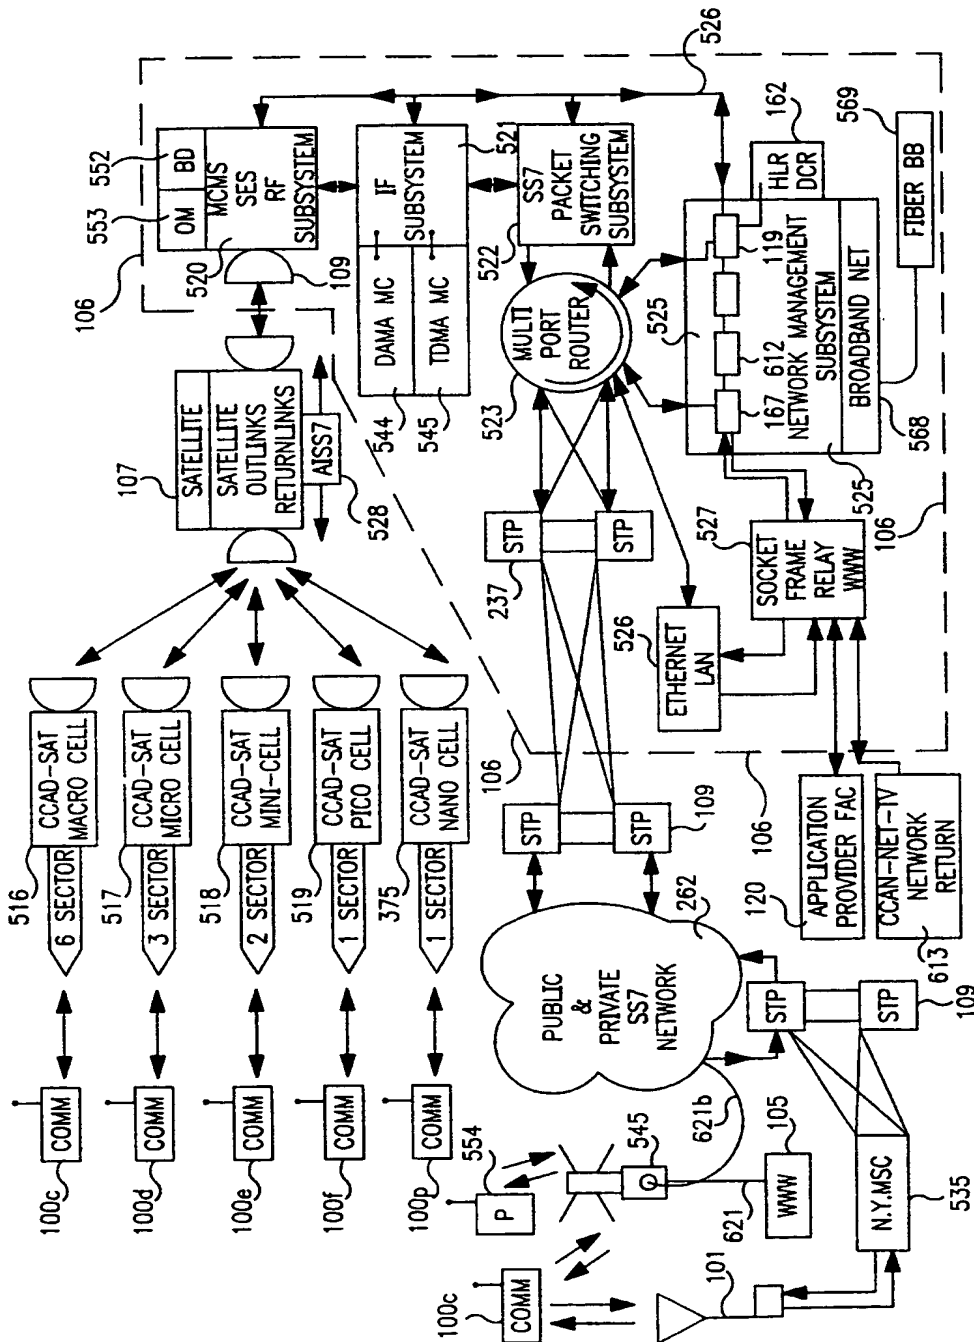 100c
COMM
P
554
101
621
WWW
105
545
621b
N.Y.MSC
535
STP
STP
109
PUBLIC
&
PRIVATE
SS7
NETWORK
262
100p
COMM
100f
COMM
100e
COMM
100d
COMM
100c
COMM
375
1 SECTOR
CCAD-SAT
NANO CELL
519
1 SECTOR
CCAD-SAT
PICO CELL
518
2 SECTOR
CCAD-SAT
MINI-CELL
517
3 SECTOR
CCAD-SAT
MICRO CELL
516
6 SECTOR
CCAD-SAT
MACRO CELL
STP
STP
109
120
APPLICATION
PROVIDER FAC
613
CCAN-NET-TV
NETWORK
RETURN
106
106
237
STP
STP
526
ETHERNET
LAN
527
SOCKET
FRAME
RELAY
WWW
107
SATELLITE
SATELLITE
OUTLINKS
RETURNLINKS
AISS7
528
106
523
MULTI
PORT
ROUTER
544
DAMA MC
545
TDMA MC
IF
SUBSYSTEM
521
522
SS7
PACKET
SWITCHING
SUBSYSTEM
109
520
553
OM
BD
552
MCMS
SES
RF
SUBSYSTEM
525
167
612
119
NETWORK MANAGEMENT
SUBSYSTEM
525
BROADBAND NET
568
HLR
DCR
162
526
FIBER BB
569
106